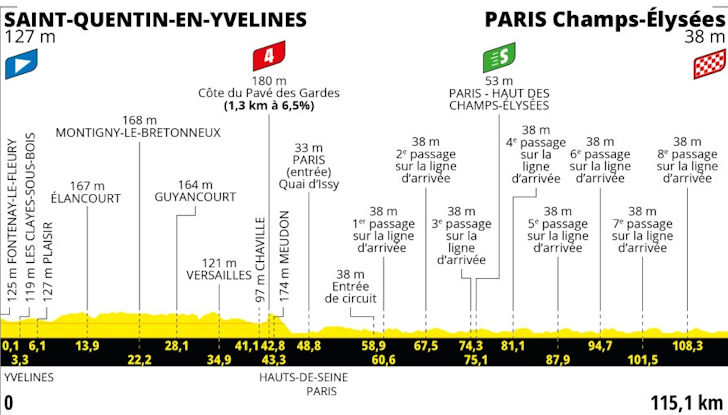 SAINT-QUENTIN-EN-YVELINES
127 m
PARIS Champs-Élysées
38 m
4
180 m
Côte du Pavé des Gardes
(1,3 km à 6,5%)
S
53 m
PARIS - HAUT DES
CHAMPS-ÉLYSÉES
125 m FONTENAY-LE-FLEURY
119 m LES CLAYES-SOUS-BOIS
127 m PLAISIR
167 m
ÉLANCOURT
168 m
MONTIGNY-LE-BRETONNEUX
164 m
GUYANCOURT
121 m
VERSAILLES
97 m CHAVILLE
174 m MEUDON
33 m
PARIS
(entrée)
Quai d'Issy
38 m
Entrée
de circuit
38 m
1er passage
sur la ligne
d'arrivée
38 m
2e passage
sur la ligne
d'arrivée
38 m
3e passage
sur la
ligne
d'arrivée
38 m
4e passage
sur la
ligne
d'arrivée
38 m
5e passage
sur la ligne
d'arrivée
38 m
6e passage
sur la ligne
d'arrivée
38 m
7e passage
sur la ligne
d'arrivée
38 m
8e passage
sur la ligne
d'arrivée
0,1 6,1 13,9 28,1 41,1 42,8 48,8 58,9 67,5 74,3 81,1 94,7 108,3
3,3 22,2 34,9 43,3 60,6 75,1 87,9 101,5
YVELINES
HAUTS-DE-SEINE
PARIS
0
115,1 km